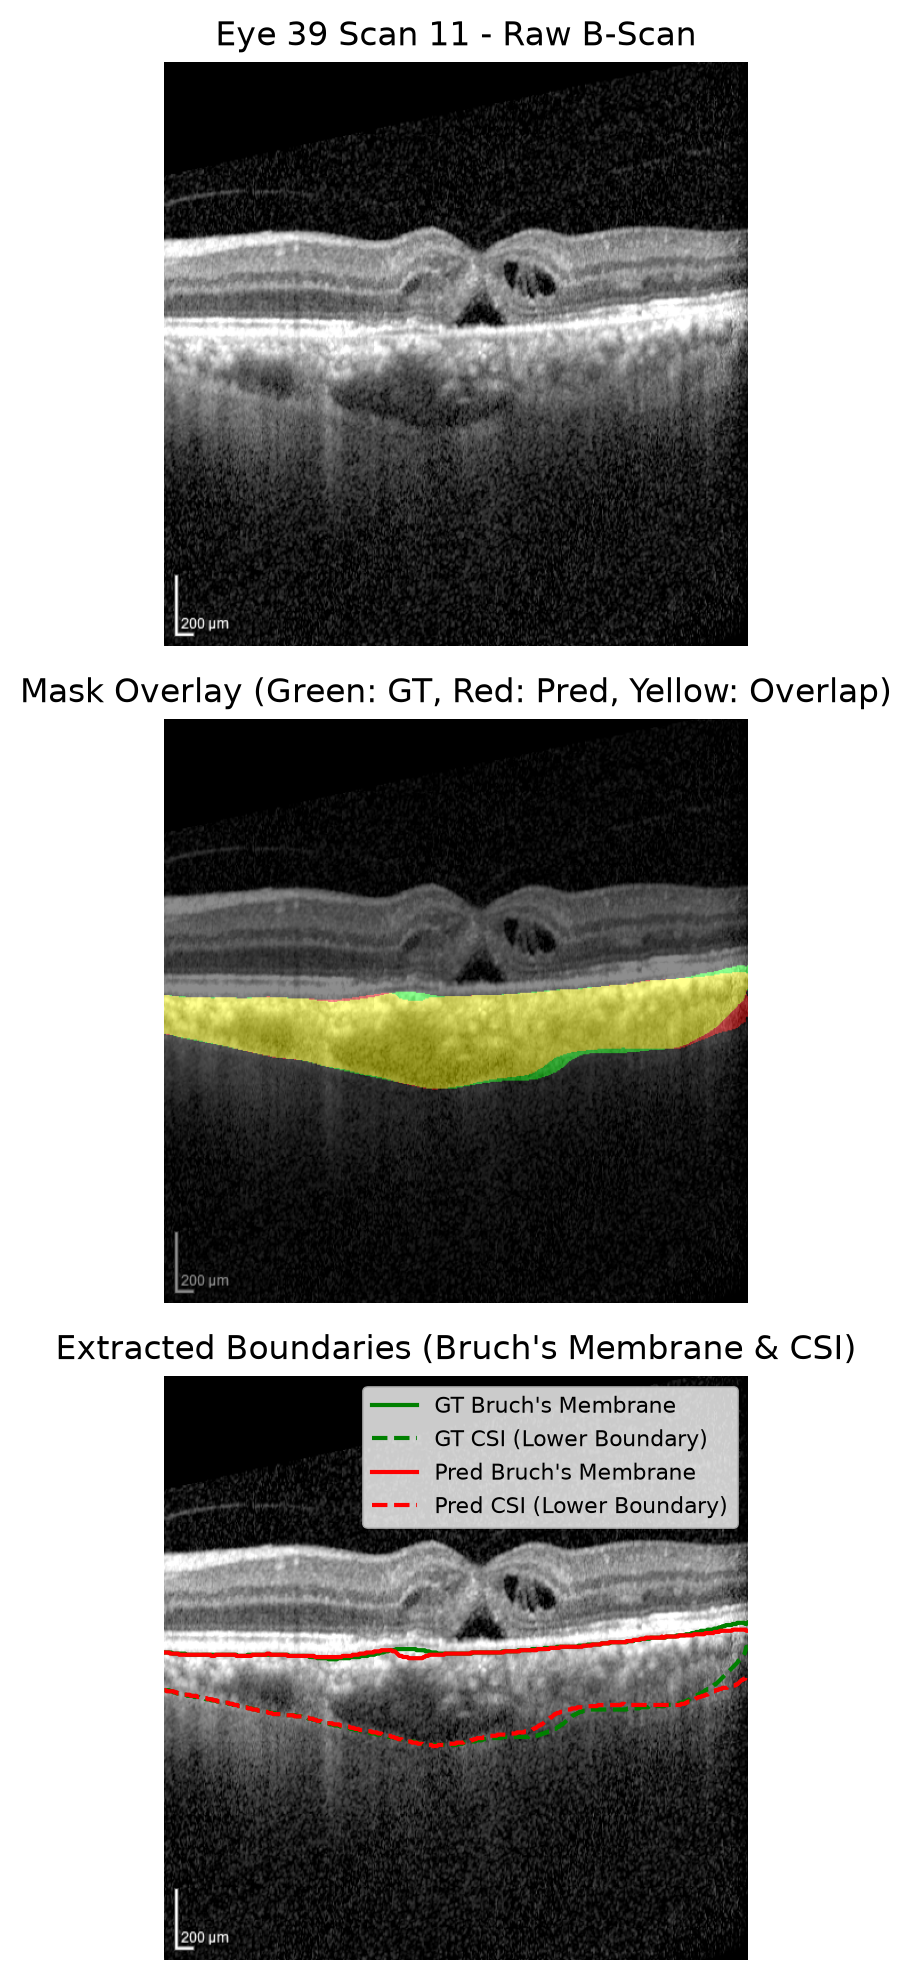 Eye 39 Scan 11 - Raw B-Scan
200 µm
Mask Overlay (Green: GT, Red: Pred, Yellow: Overlap)
200 µm
Extracted Boundaries (Bruch's Membrane & CSI)
GT Bruch's Membrane
GT CSI (Lower Boundary)
Pred Bruch's Membrane
Pred CSI (Lower Boundary)
200 µm